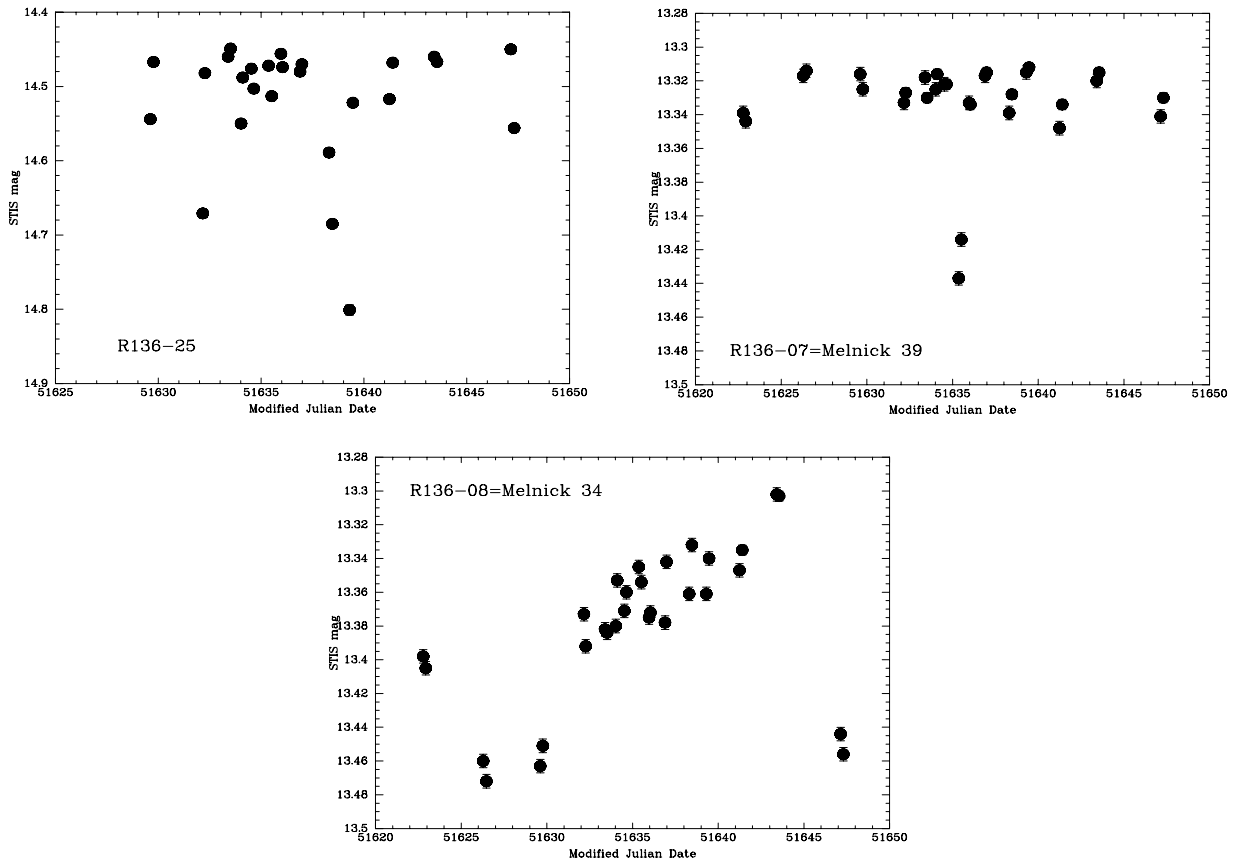 14.4
14.5
14.6
14.7
14.8
14.9
STIS mag
R136−25
51625 51630 51635 51640 51645 51650
Modified Julian Date
13.28
13.3
13.32
13.34
13.36
13.38
13.4
13.42
13.44
13.46
13.48
13.5
STIS mag
R136−07=Melnick 39
51620 51625 51630 51635 51640 51645 51650
Modified Julian Date
13.28
13.3
13.32
13.34
13.36
13.38
13.4
13.42
13.44
13.46
13.48
13.5
STIS mag
R136−08=Melnick 34
51620 51625 51630 51635 51640 51645 51650
Modified Julian Date